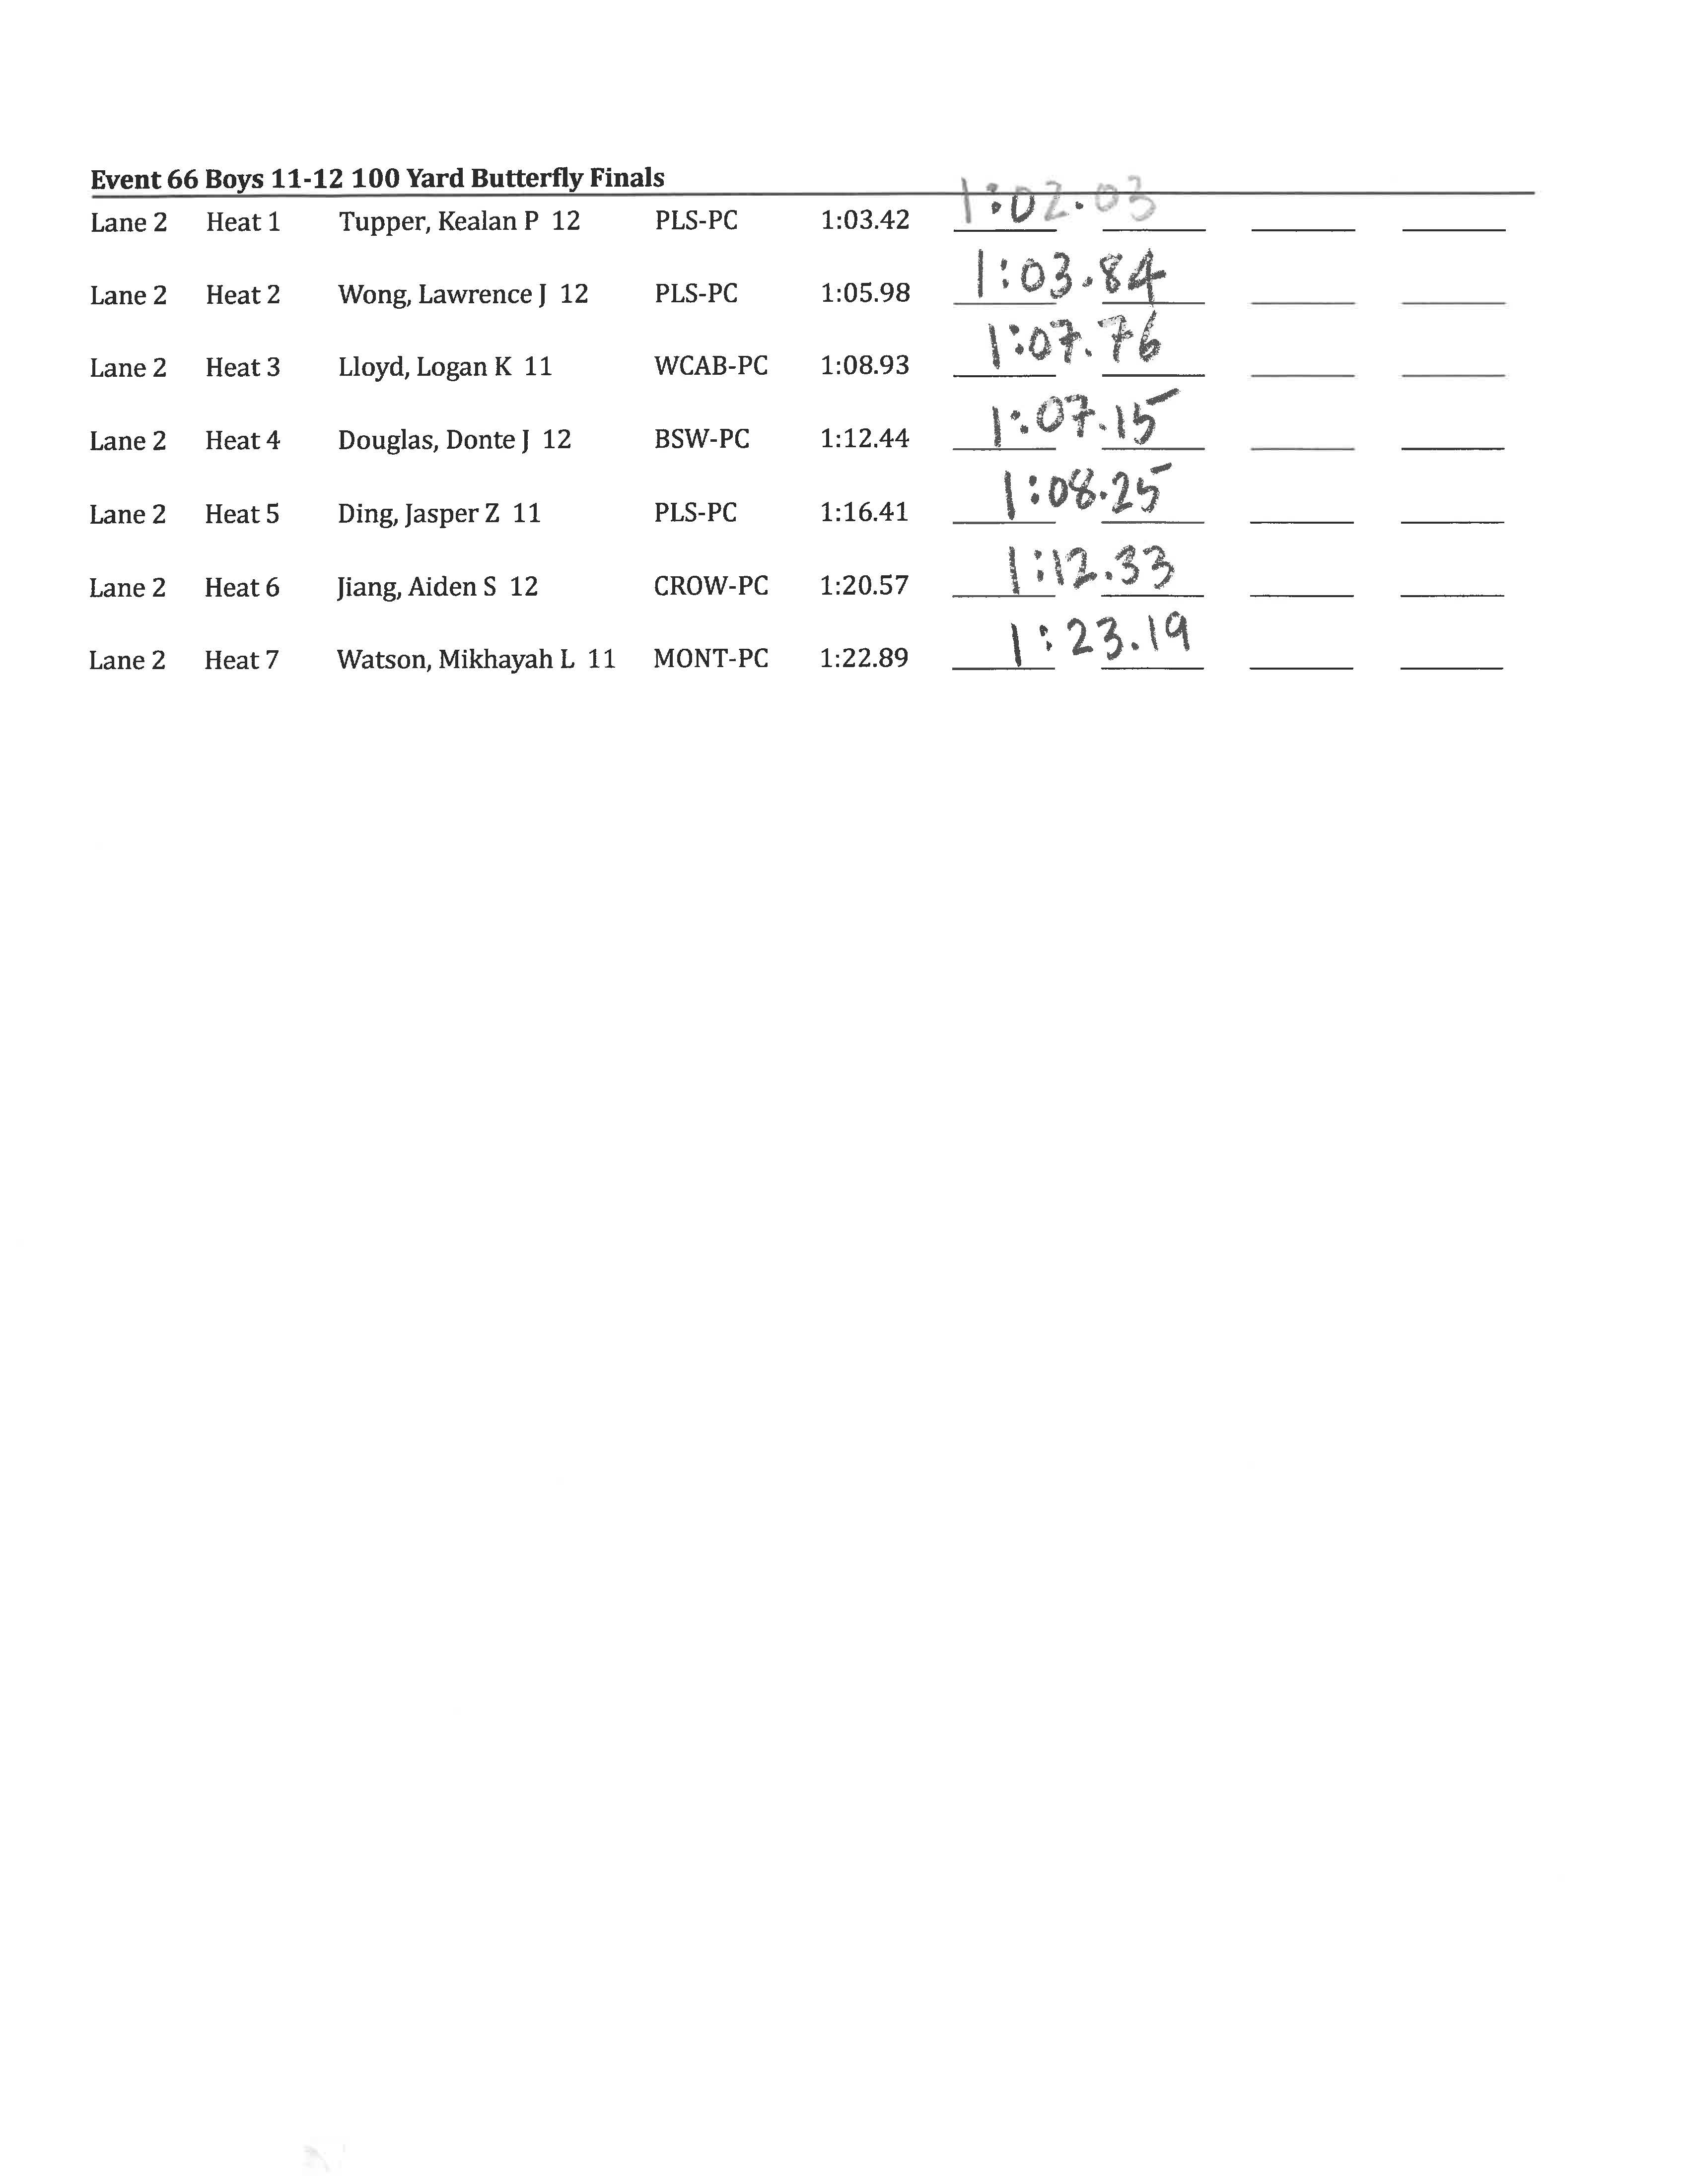 Event 66 Boys 11-12 100 Yard Butterfly Finals
Lane 2 Heat 1 Tupper, Kealan P 12 PLS-PC 1:03.42 1:02.03
Lane 2 Heat 2 Wong, Lawrence J 12 PLS-PC 1:05.98 1:03.84
Lane 2 Heat 3 Lloyd, Logan K 11 WCAB-PC 1:08.93 1:07.76
Lane 2 Heat 4 Douglas, Donte J 12 BSW-PC 1:12.44 1:07.15
Lane 2 Heat 5 Ding, Jasper Z 11 PLS-PC 1:16.41 1:08.25
Lane 2 Heat 6 Jiang, Aiden S 12 CROW-PC 1:20.57 1:12.33
Lane 2 Heat 7 Watson, Mikhayah L 11 MONT-PC 1:22.89 1:23.19